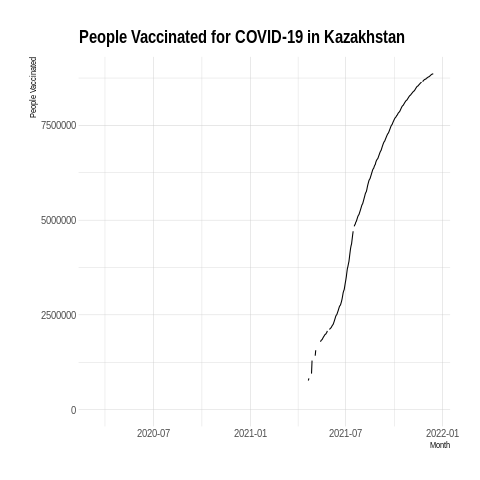 People Vaccinated for COVID-19 in Kazakhstan
People Vaccinated
7500000
5000000
2500000
0
2020-07 2021-01 2021-07 2022-01
Month